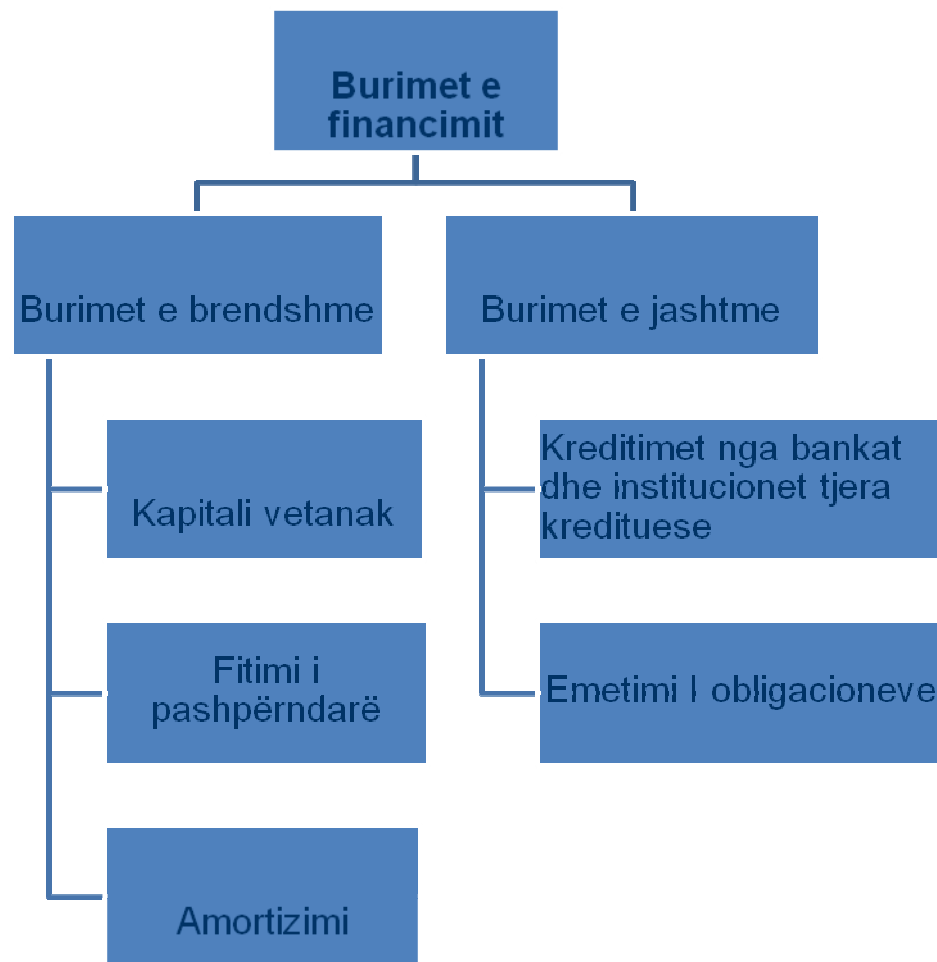 Burimet e
financimit
Burimet e brendshme
Burimet e jashtme
Kapitali vetanak
Kreditimet nga bankat
dhe institucionet tjera
kredituese
Fitimi i
pashpërndarë
Emetimi I obligacioneve
Amortizimi